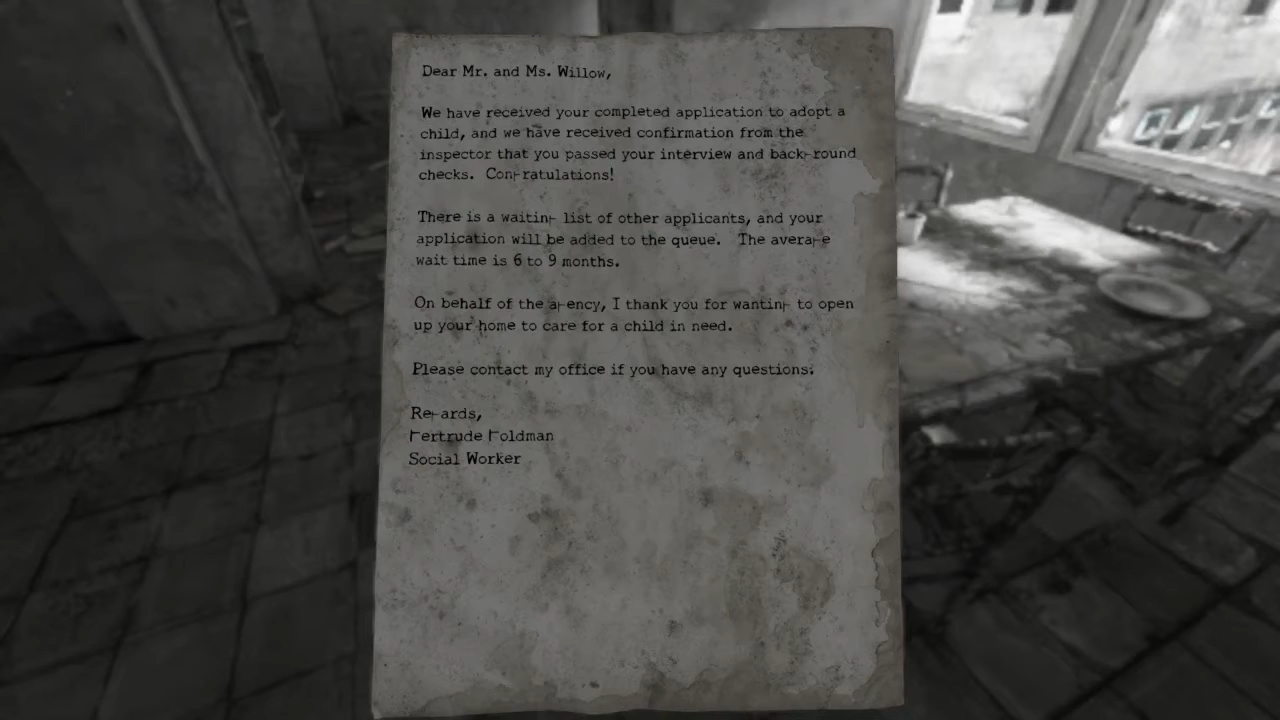 Dear Mr. and Ms. Willow,
We have received your completed application to adopt a
child, and we have received confirmation from the
inspector that you passed your interview and back⊢round
checks. Con⊢ratulations!
There is a waitin⊢ list of other applicants, and your
application will be added to the queue. The avera⊢e
wait time is 6 to 9 months.
On behalf of the a⊢ency, I thank you for wantin⊢ to open
up your home to care for a child in need.
Please contact my office if you have any questions.
Re⊢ards,
⊢ertrude ⊢oldman
Social Worker